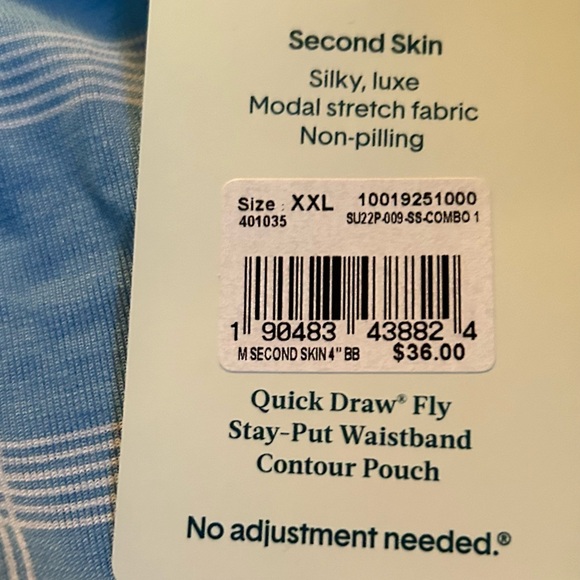 Second Skin
Silky, luxe
Modal stretch fabric
Non-pilling
Size : XXL 10019251000
401035 SU22P-009-SS-COMBO 1
1 90483 43882 4
M SECOND SKIN 4" BB $36.00
Quick Draw® Fly
Stay-Put Waistband
Contour Pouch
No adjustment needed.®